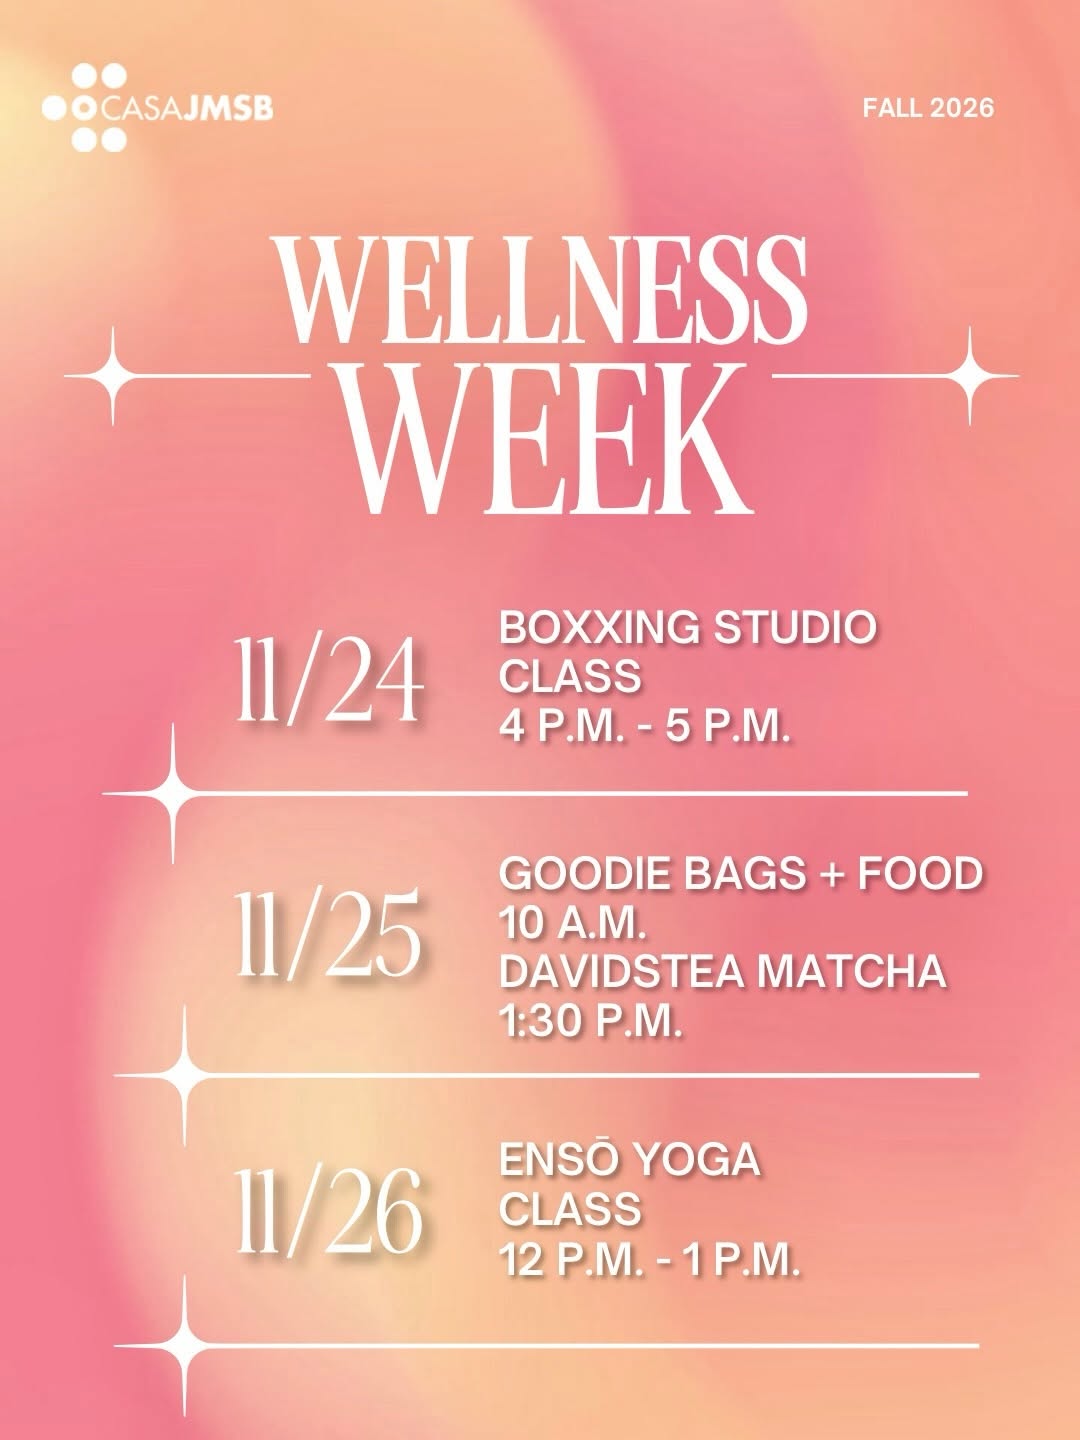 CASAJMSB
FALL 2026
WELLNESS
WEEK
11/24
BOXXING STUDIO
CLASS
4 P.M. - 5 P.M.
11/25
GOODIE BAGS + FOOD
10 A.M.
DAVIDSTEA MATCHA
1:30 P.M.
11/26
ENSŌ YOGA
CLASS
12 P.M. - 1 P.M.